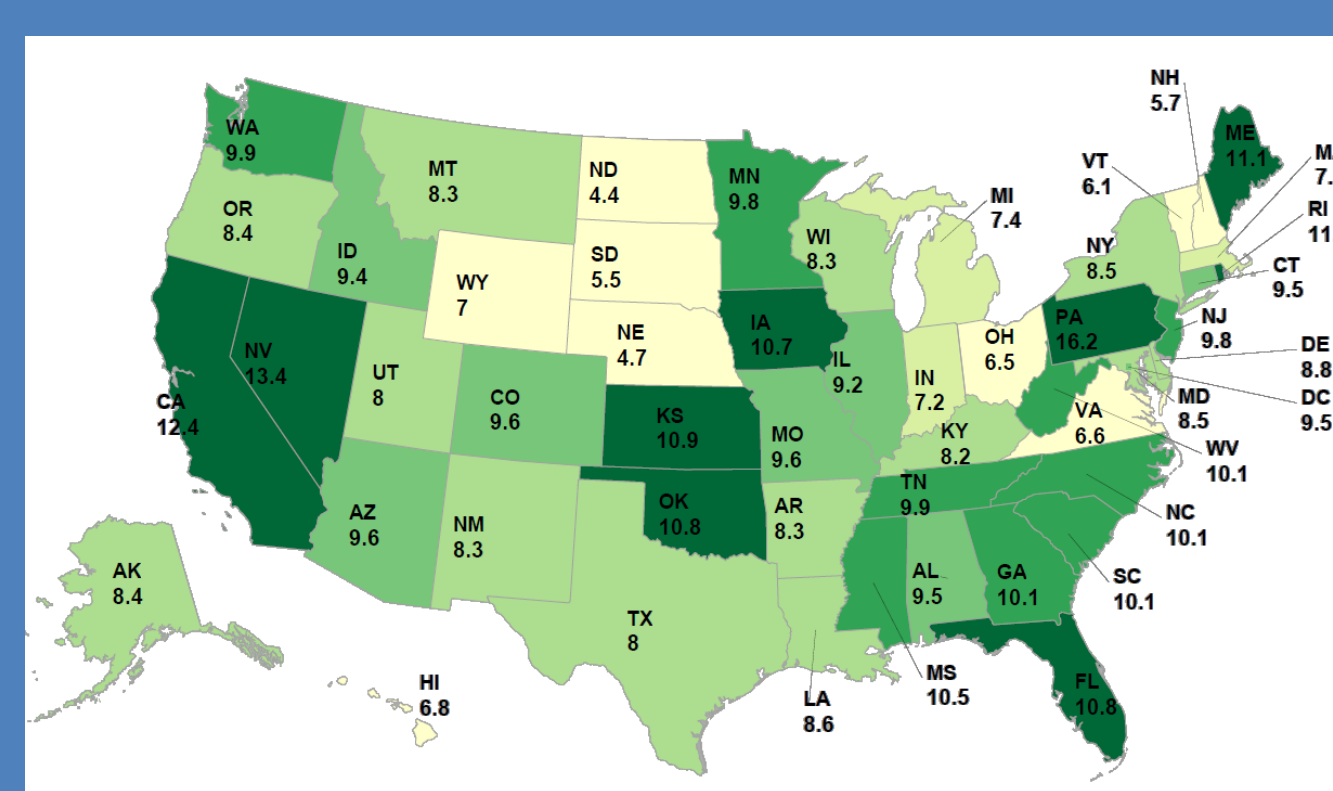 NH
5.7
WA
9.9
ME
11.1
MT
8.3
ND
4.4
MN
9.8
VT
6.1
M
7.
MI
7.4
OR
8.4
RI
11
WI
8.3
NY
8.5
ID
9.4
SD
5.5
CT
9.5
WY
7
NJ
9.8
PA
16.2
IA
10.7
NE
4.7
OH
6.5
DE
8.8
NV
13.4
IL
9.2
UT
8
IN
7.2
CO
9.6
MD
8.5
DC
9.5
CA
12.4
VA
6.6
KS
10.9
MO
9.6
KY
8.2
WV
10.1
TN
9.9
OK
10.8
AR
8.3
AZ
9.6
NM
8.3
NC
10.1
AK
8.4
AL
9.5
GA
10.1
SC
10.1
TX
8
MS
10.5
HI
6.8
FL
10.8
LA
8.6